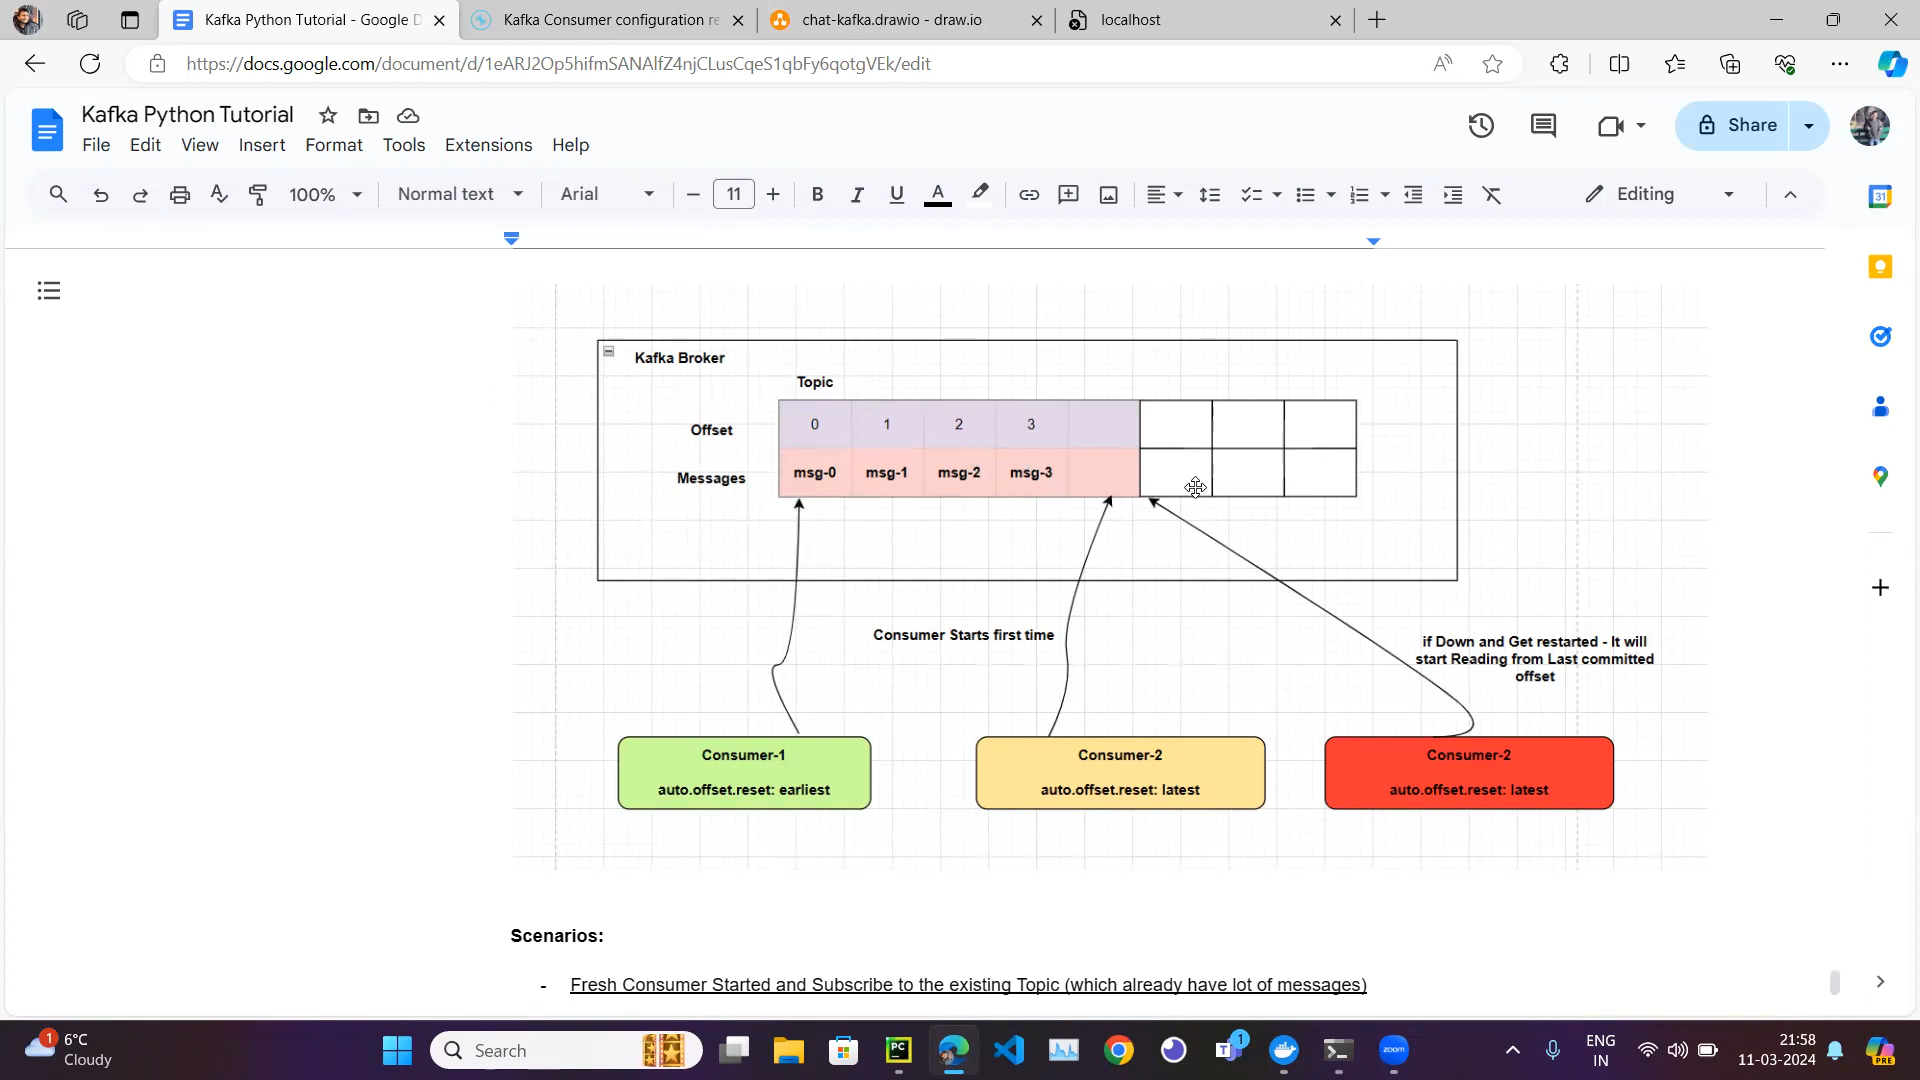 Kafka Python Tutorial - Google D
Kafka Consumer configuration re
chat-kafka.drawio - draw.io
localhost
https://docs.google.com/document/d/1eARJ2Op5hifmSANAlfZ4njCLusCqeS1qbFy6qotgVEk/edit
Kafka Python Tutorial
File Edit View Insert Format Tools Extensions Help
Share
100% Normal text Arial 11 Editing
31
Kafka Broker
Topic
Offset 0 1 2 3
Messages msg-0 msg-1 msg-2 msg-3
Consumer Starts first time
if Down and Get restarted - It will
start Reading from Last committed
offset
Consumer-1
auto.offset.reset: earliest
Consumer-2
auto.offset.reset: latest
Consumer-2
auto.offset.reset: latest
Scenarios:
- Fresh Consumer Started and Subscribe to the existing Topic (which already have lot of messages)
1
6°C
Cloudy
Search
PC
1
zoom
ENG
IN
21:58
11-03-2024
PRE